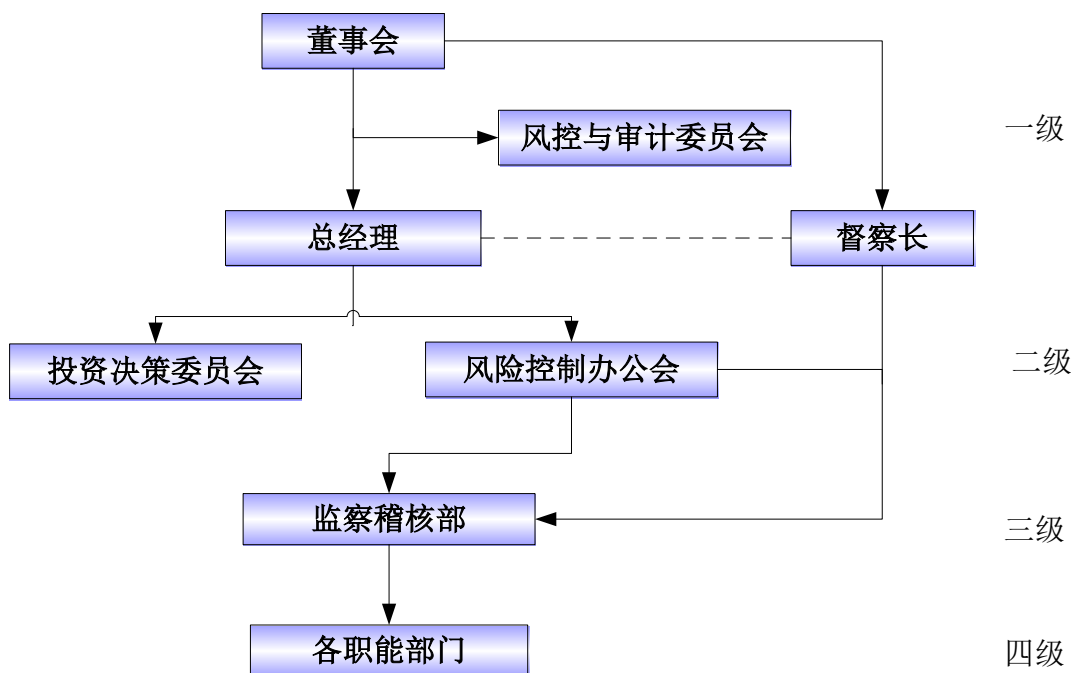 董事会
风控与审计委员会
一级
总经理
督察长
投资决策委员会
风险控制办公会
二级
监察稽核部
三级
各职能部门
四级